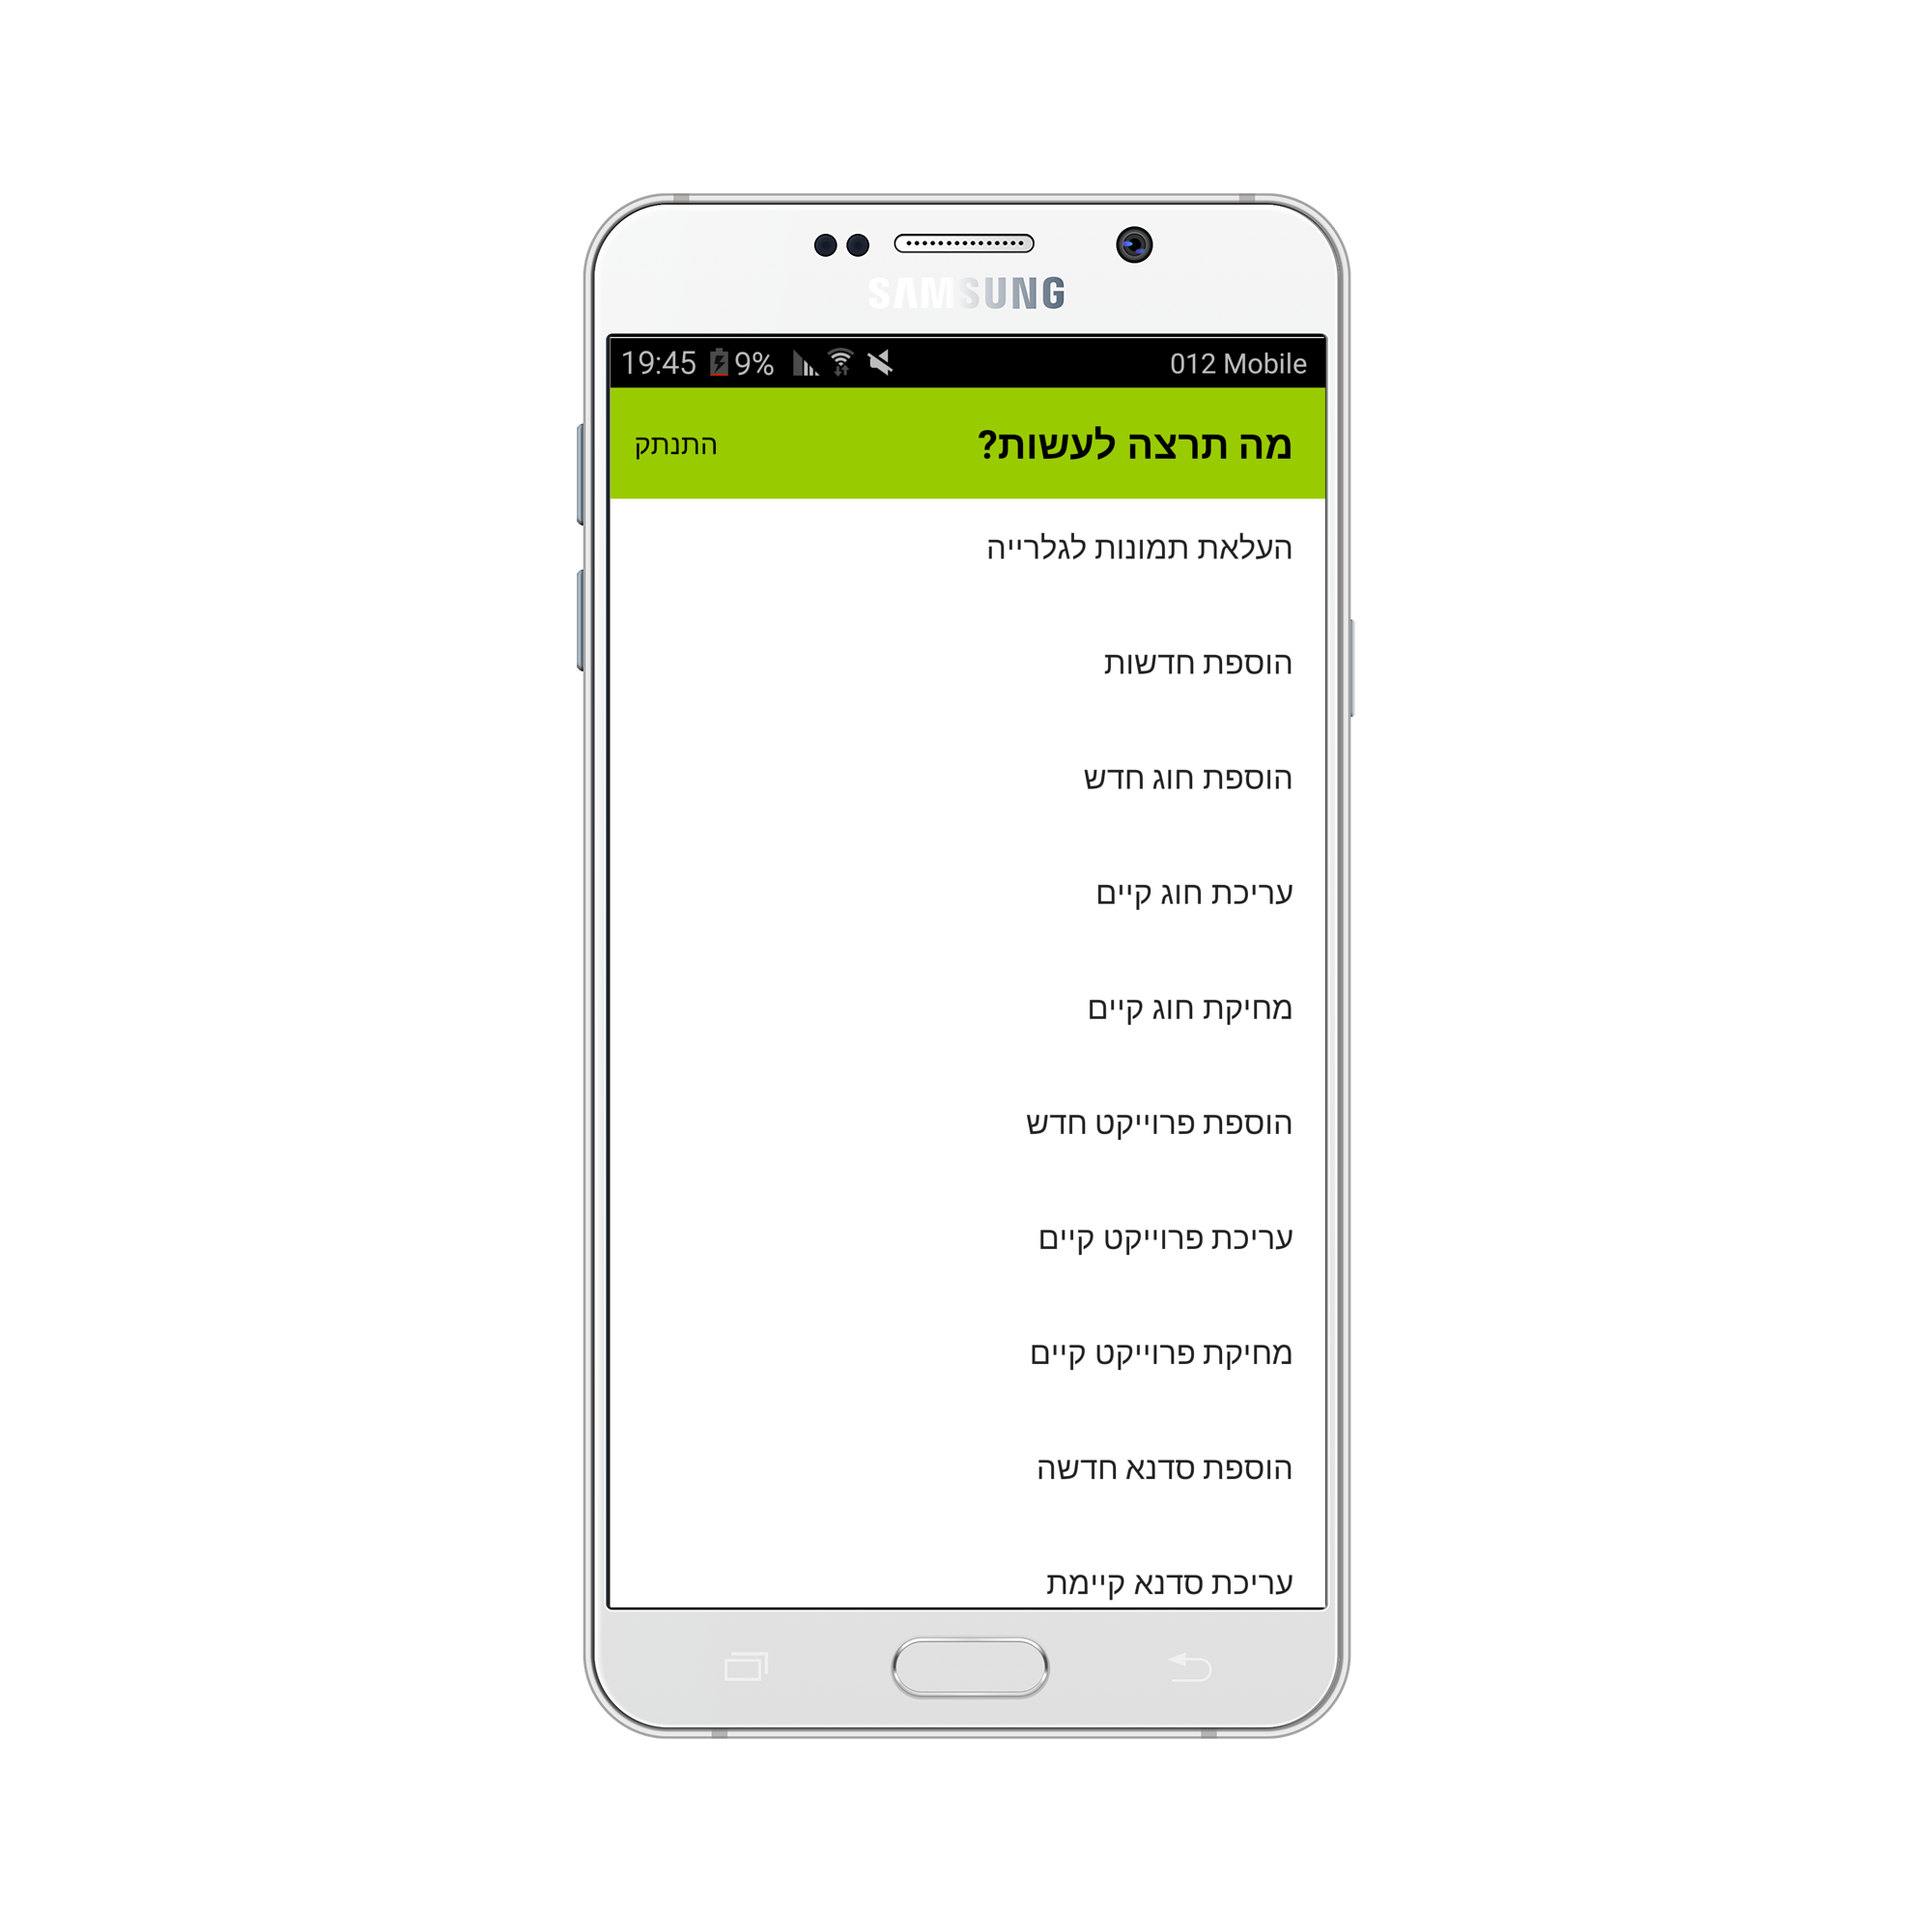 SAMSUNG
19:45 9% 012 Mobile
מה תרצה לעשות? התנתק
העלאת תמונות לגלרייה
הוספת חדשות
הוספת חוג חדש
עריכת חוג קיים
מחיקת חוג קיים
הוספת פרוייקט חדש
עריכת פרוייקט קיים
מחיקת פרוייקט קיים
הוספת סדנא חדשה
עריכת סדנא קיימת